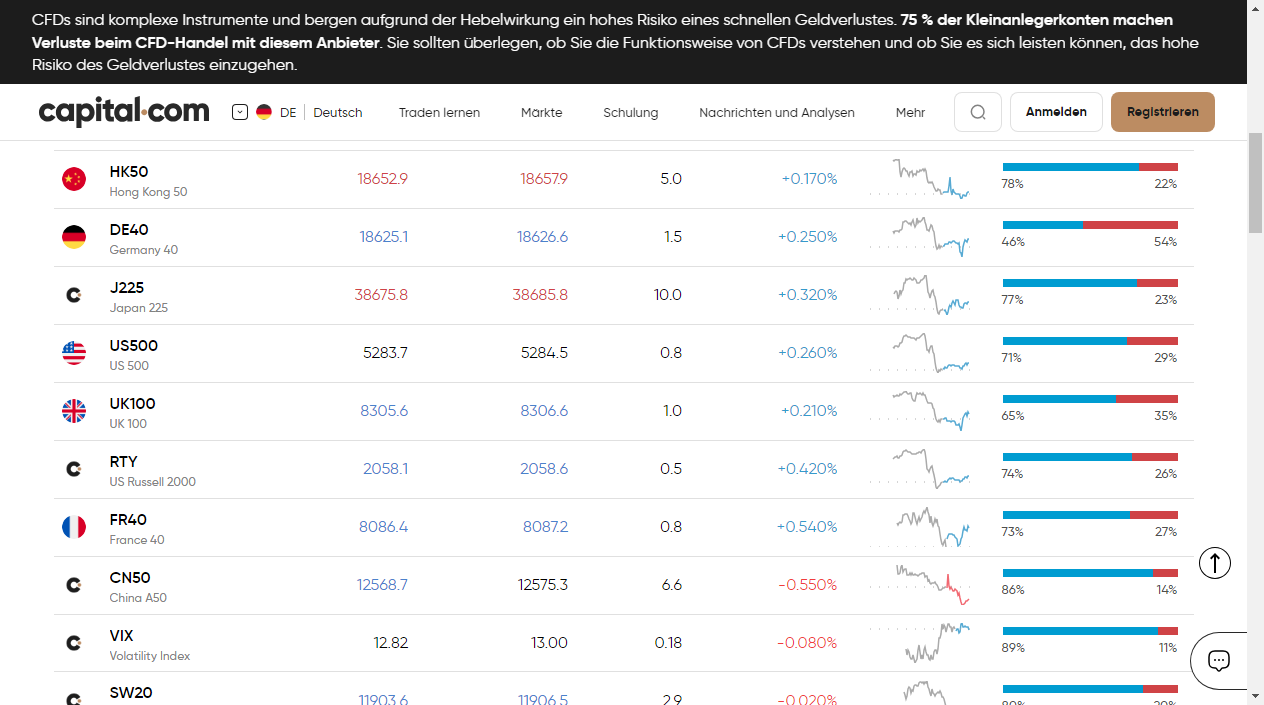 CFDs sind komplexe Instrumente und bergen aufgrund der Hebelwirkung ein hohes Risiko eines schnellen Geldverlustes. 75 % der Kleinanlegerkonten machen
Verluste beim CFD-Handel mit diesem Anbieter. Sie sollten überlegen, ob Sie die Funktionsweise von CFDs verstehen und ob Sie es sich leisten können, das hohe
Risiko des Geldverlustes einzugehen.
capital.com DE Deutsch Traden lernen Märkte Schulung Nachrichten und Analysen Mehr Anmelden Registrieren
HK50 18652.9 18657.9 5.0 +0.170%
Hong Kong 50 78% 22%
DE40 18625.1 18626.6 1.5 +0.250%
Germany 40 46% 54%
J225 38675.8 38685.8 10.0 +0.320%
Japan 225 77% 23%
US500 5283.7 5284.5 0.8 +0.260%
US 500 71% 29%
UK100 8305.6 8306.6 1.0 +0.210%
UK 100 65% 35%
RTY 2058.1 2058.6 0.5 +0.420%
US Russell 2000 74% 26%
FR40 8086.4 8087.2 0.8 +0.540%
France 40 73% 27%
CN50 12568.7 12575.3 6.6 -0.550%
China A50 86% 14%
VIX 12.82 13.00 0.18 -0.080%
Volatility Index 89% 11%
SW20 11903.6 11906.5 2.9 -0.020%